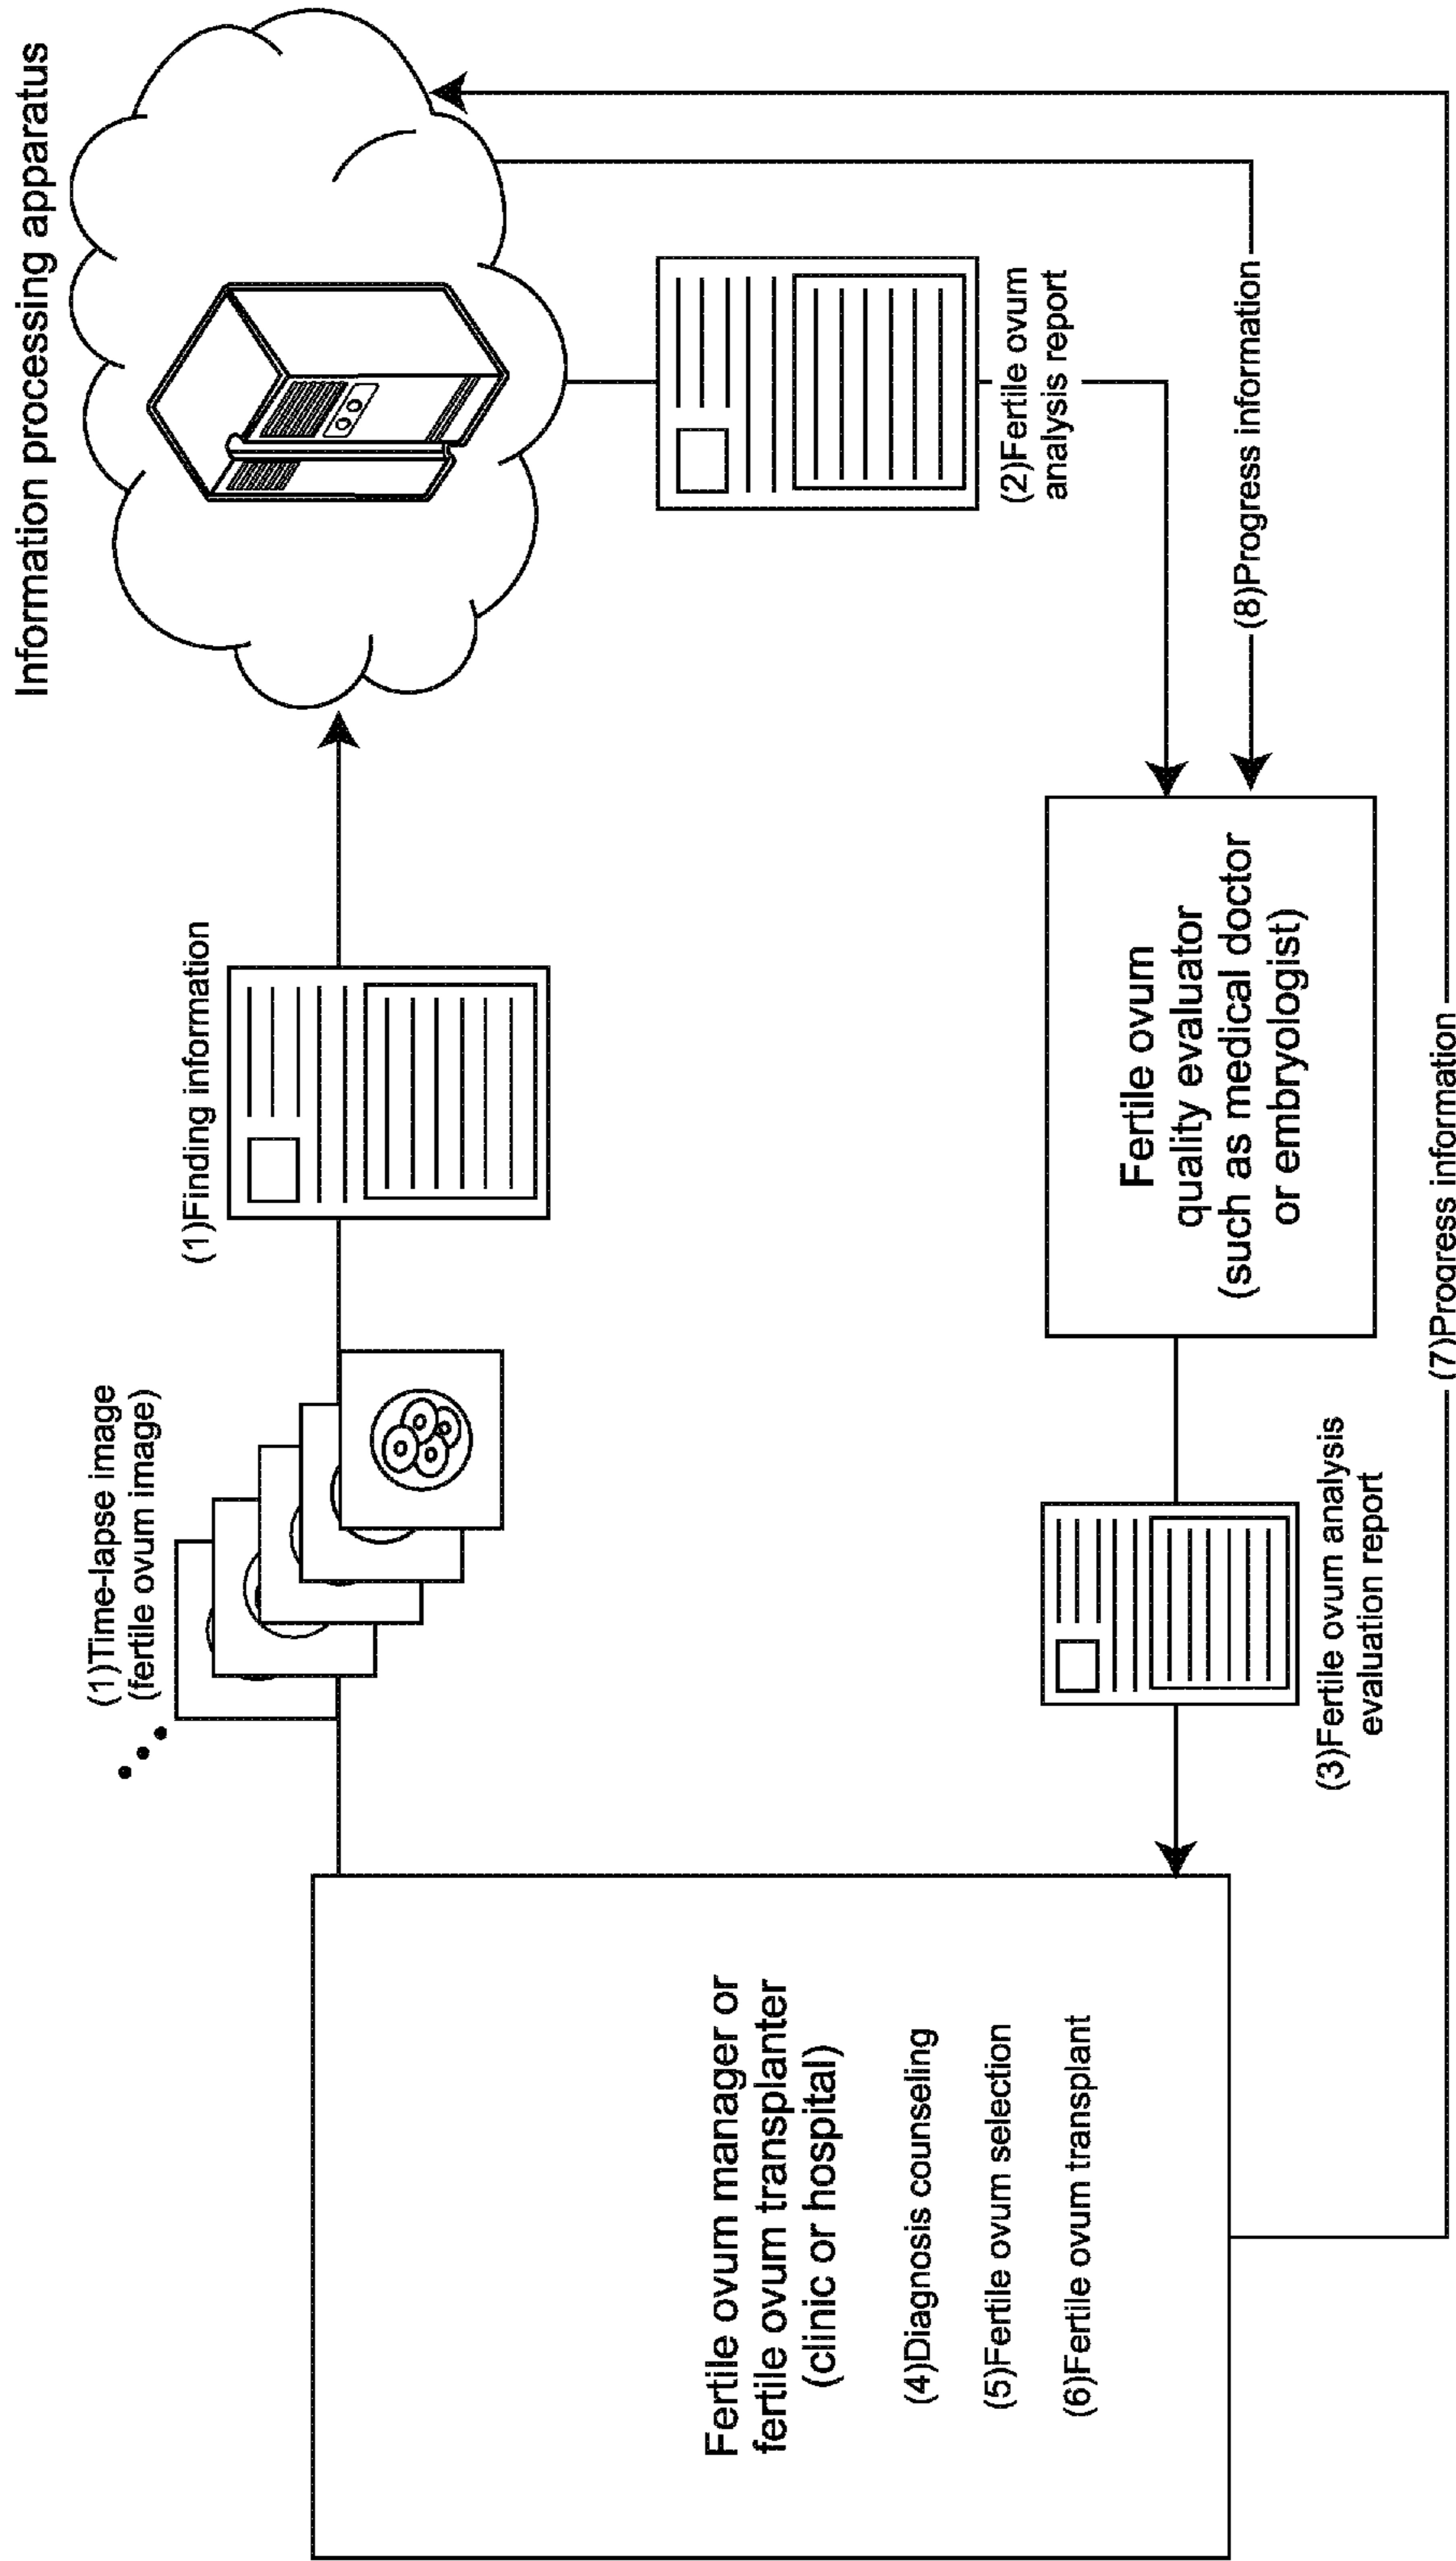 Information processing apparatus
(1)Time-lapse image
(fertile ovum image)
(1)Finding information
(2)Fertile ovum
analysis report
Fertile ovum manager or
fertile ovum transplanter
(clinic or hospital)
(4)Diagnosis counseling
(5)Fertile ovum selection
(6)Fertile ovum transplant
(3)Fertile ovum analysis
evaluation report
Fertile ovum
quality evaluator
(such as medical doctor
or embryologist)
(8)Progress information
(7)Progress information